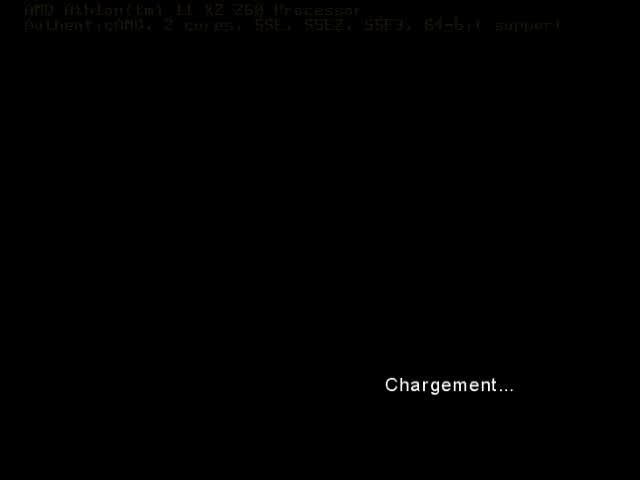 AMD Athlon(tm) II X2 260 Processor
AuthenticAMD, 2 cores, SSE, SSE2, SSE3, 64-bit support
Chargement...